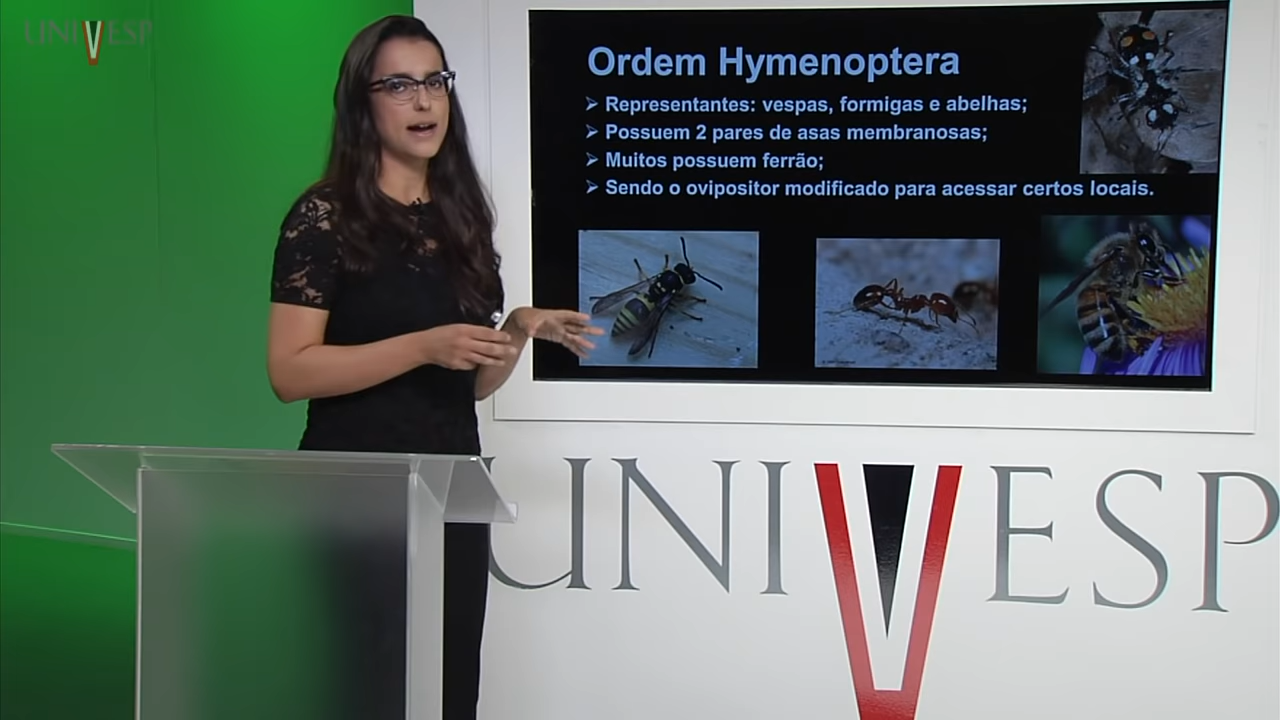 UNIVESP
Ordem Hymenoptera
➢ Representantes: vespas, formigas e abelhas;
➢ Possuem 2 pares de asas membranosas;
➢ Muitos possuem ferrão;
➢ Sendo o ovipositor modificado para acessar certos locais.
UNIVESP